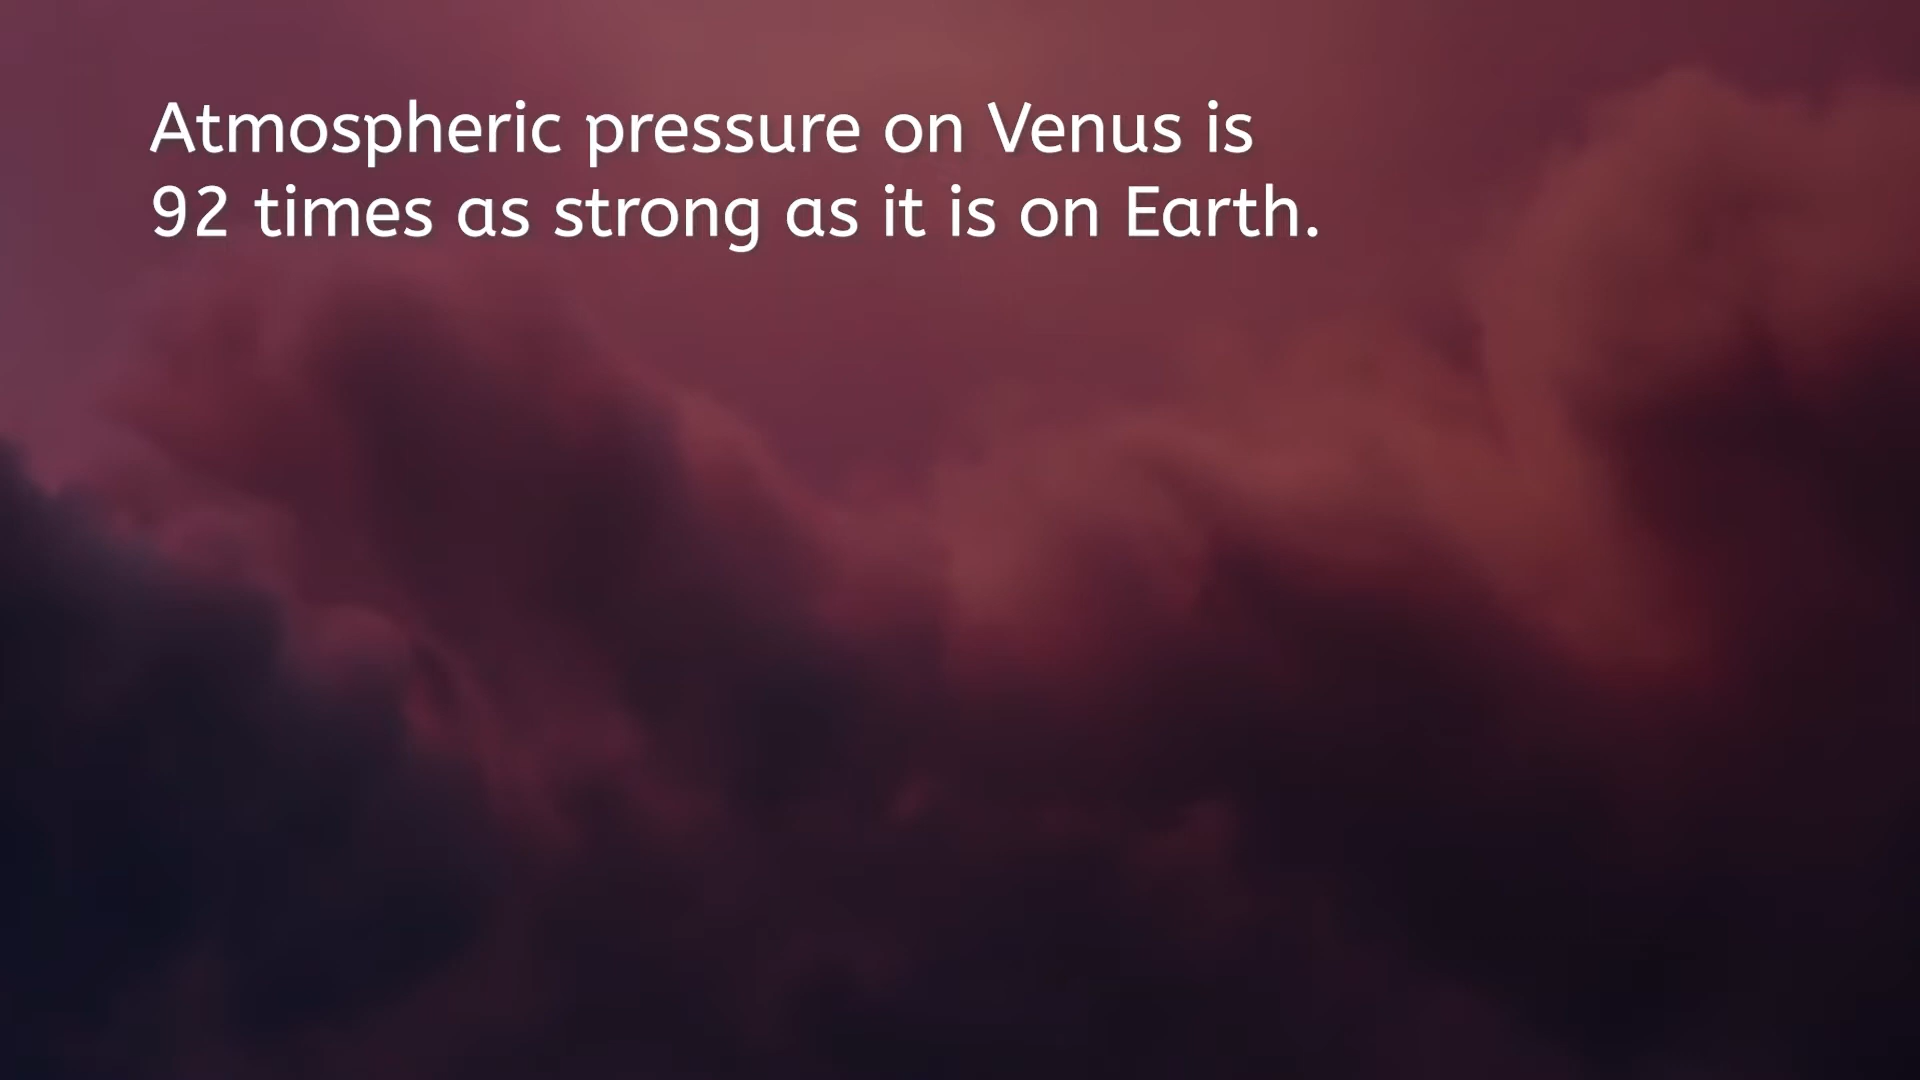 Atmospheric pressure on Venus is
92 times as strong as it is on Earth.